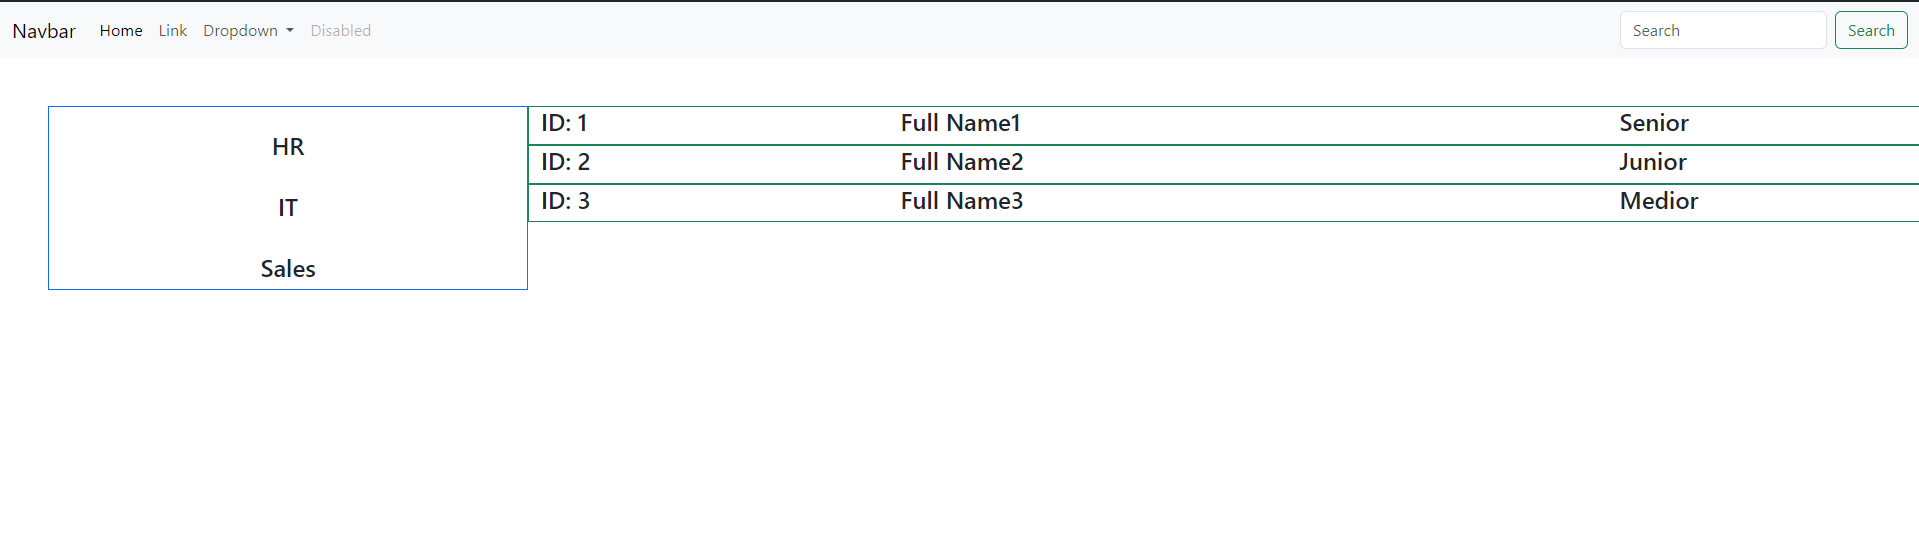 Navbar Home Link Dropdown Disabled Search Search
HR
IT
Sales
ID: 1 Full Name1 Senior
ID: 2 Full Name2 Junior
ID: 3 Full Name3 Medior